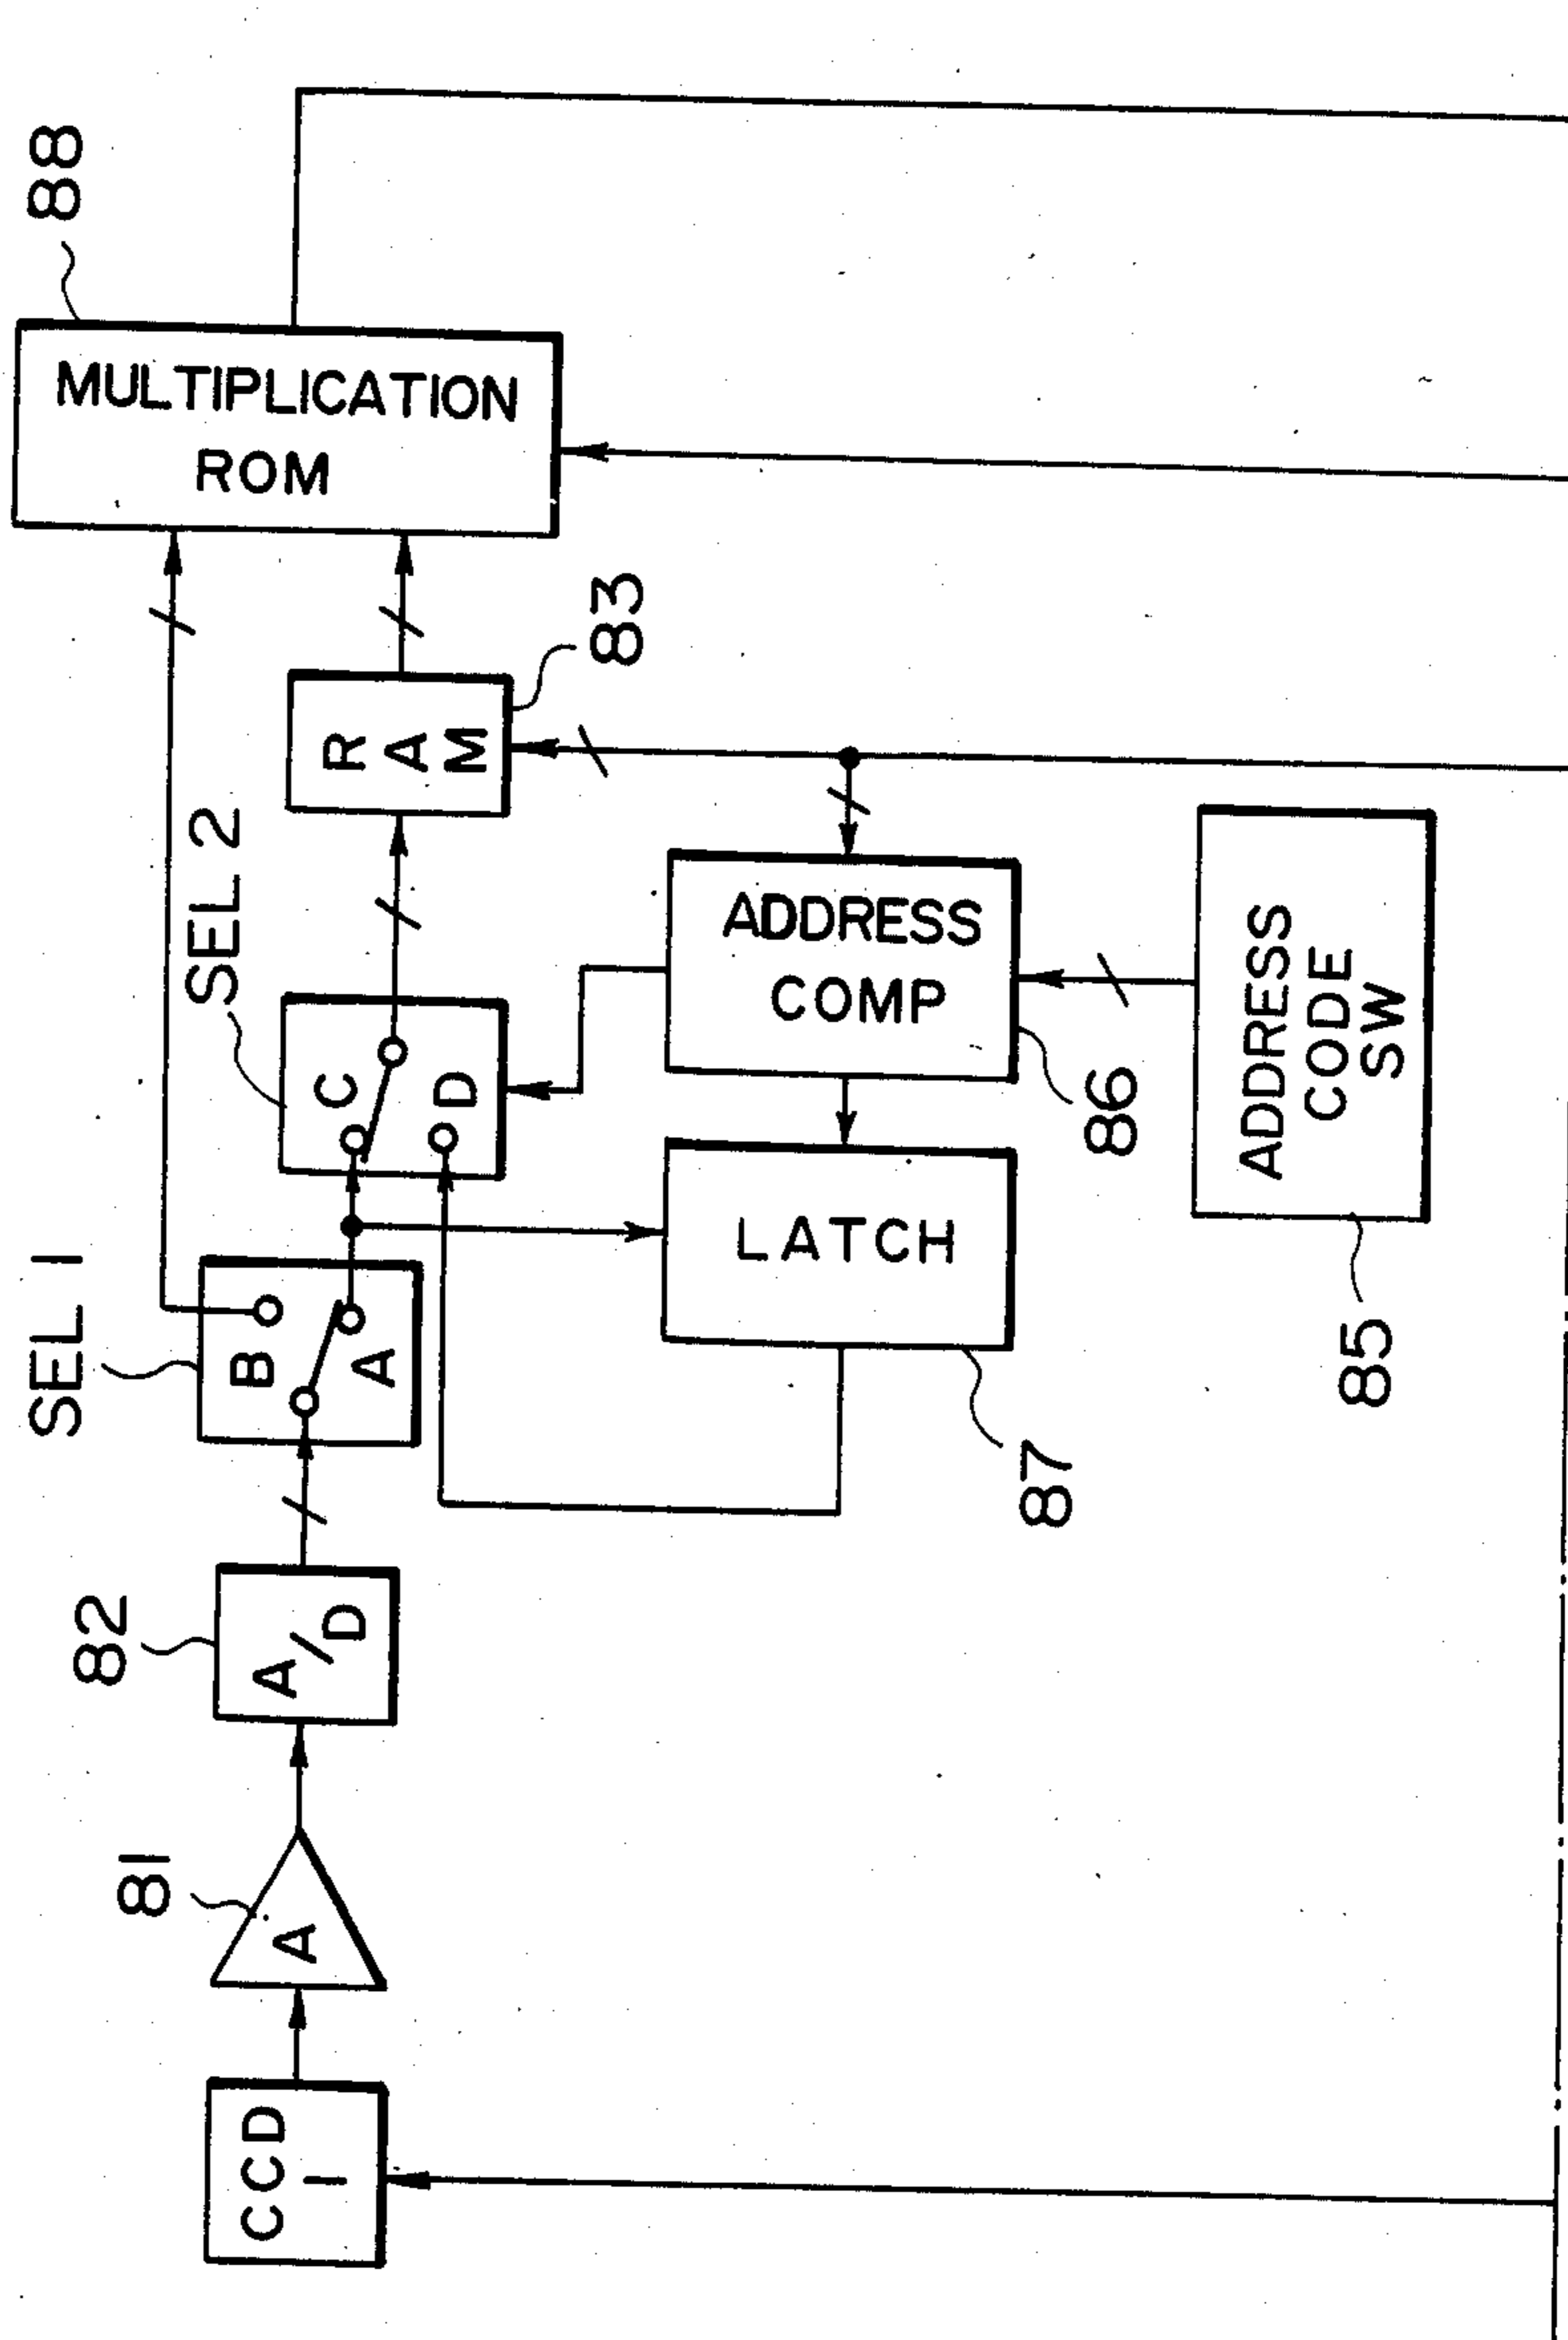 88
MULTIPLICATION
ROM
83
R
A
M
SEL 2
C
D
ADDRESS
COMP
86
ADDRESS
CODE
SW
85
SEL 1
B
A
LATCH
87
82
A/D
81
A
CCD
1